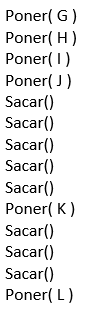 Poner( G )
Poner( H )
Poner( I )
Poner( J )
Sacar()
Sacar()
Sacar()
Sacar()
Sacar()
Poner( K )
Sacar()
Sacar()
Sacar()
Poner( L )